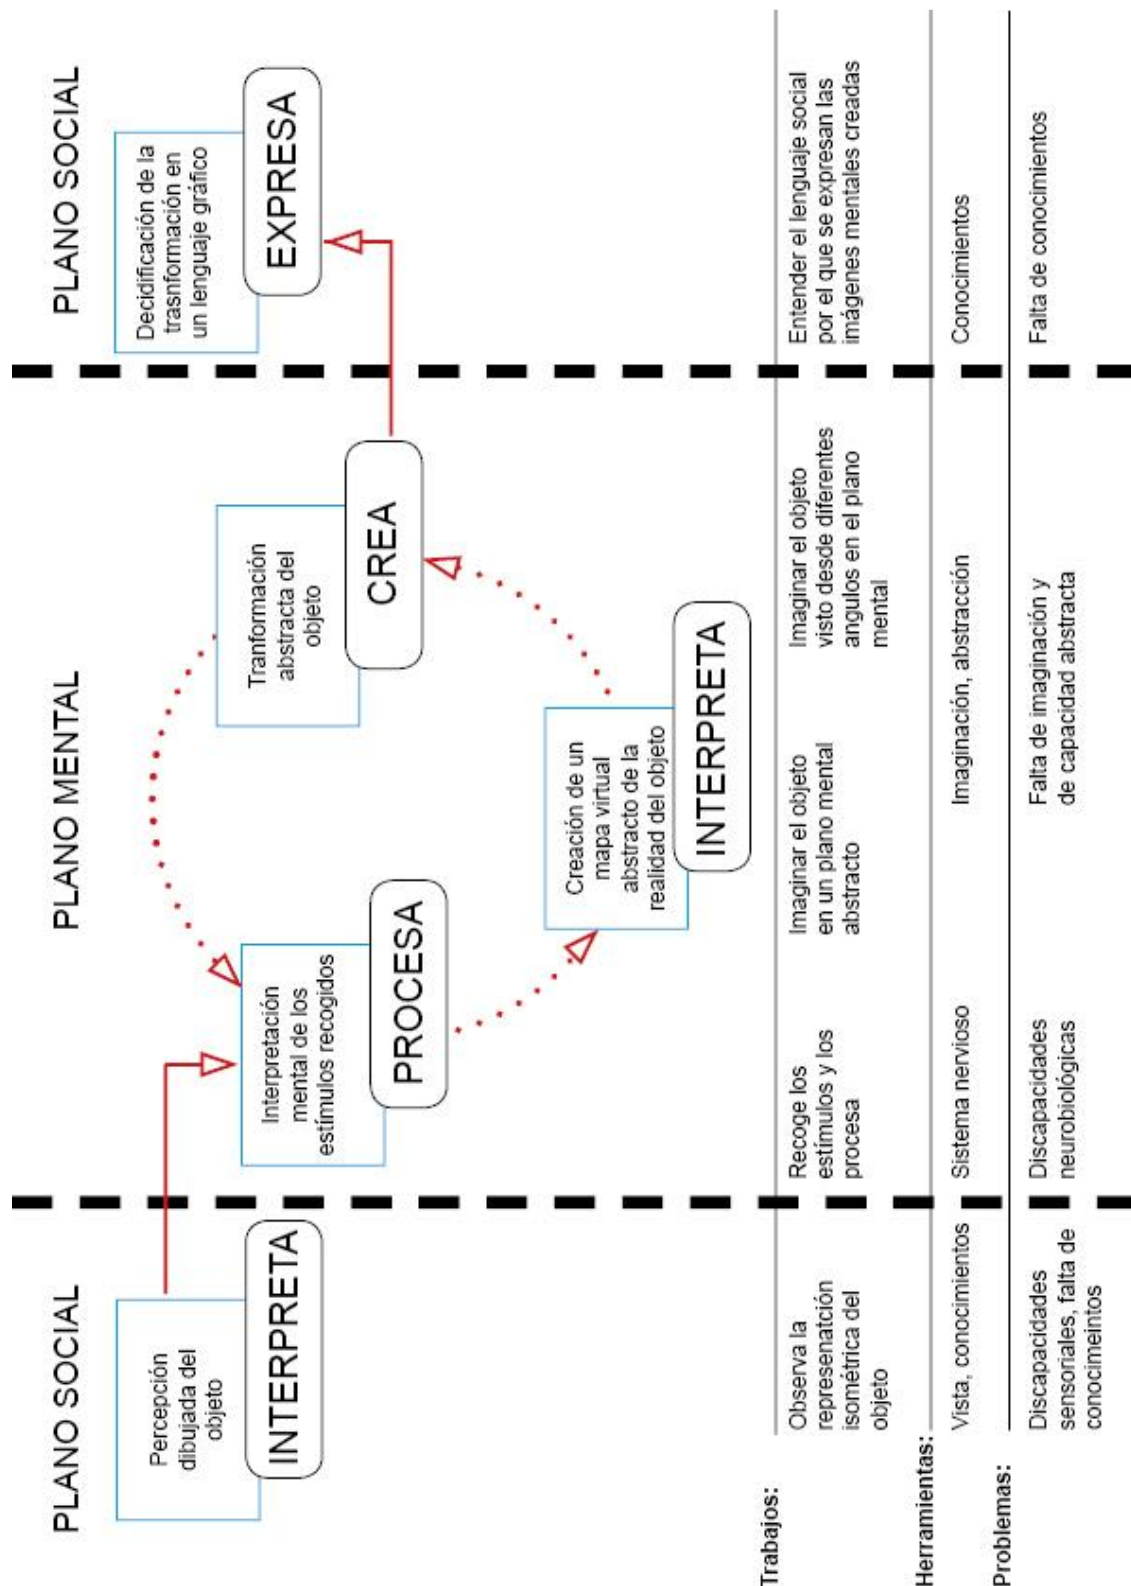 PLANO SOCIAL
PLANO MENTAL
PLANO SOCIAL
Percepción
dibujada del
objeto
INTERPRETA
Interpretación
mental de los
estímulos recogidos
PROCESA
Creación de un
mapa virtual
abstracto de la
realidad del objeto
INTERPRETA
Tranformación
abstracta del
objeto
CREA
Decidificación de la
trasnformación en
un lenguaje gráfico
EXPRESA
Trabajos:
Observa la
represenatción
isométrica del
objeto
Recoge los
estímulos y los
procesa
Imaginar el objeto
en un plano mental
abstracto
Imaginar el objeto
visto desde diferentes
angulos en el plano
mental
Entender el lenguaje social
por el que se expresan las
imágenes mentales creadas
Herramientas:
Vista, conocimientos
Sistema nervioso
Imaginación, abstracción
Conocimientos
Problemas:
Discapacidades
sensoriales, falta de
conocimeintos
Discapacidades
neurobiológicas
Falta de imaginación y
de capacidad abstracta
Falta de conocimientos